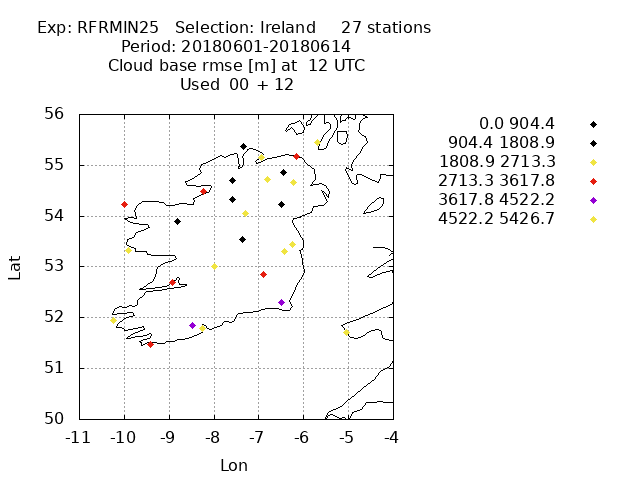 Exp: RFRMIN25 Selection: Ireland 27 stations
Period: 20180601-20180614
Cloud base rmse [m] at 12 UTC
Used 00 + 12
0.0 904.4
904.4 1808.9
1808.9 2713.3
2713.3 3617.8
3617.8 4522.2
4522.2 5426.7
56
55
54
53
52
51
50
Lat
-11 -10 -9 -8 -7 -6 -5 -4
Lon